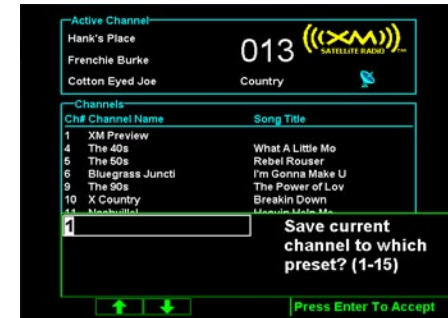 Active Channel
Hank's Place
Frenchie Burke
Cotton Eyed Joe
013
Country
(((XM)))
SATELLITE RADIO
Channels
Ch# Channel Name Song Title
1 XM Preview
4 The 40s What A Little Mo
5 The 50s Rebel Rouser
6 Bluegrass Juncti I'm Gonna Make U
9 The 90s The Power of Lov
10 X Country Breakin Down
11 Nashville!
1
Save current
channel to which
preset? (1-15)
Press Enter To Accept